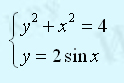 y² + x² = 4
y = 2 sin x